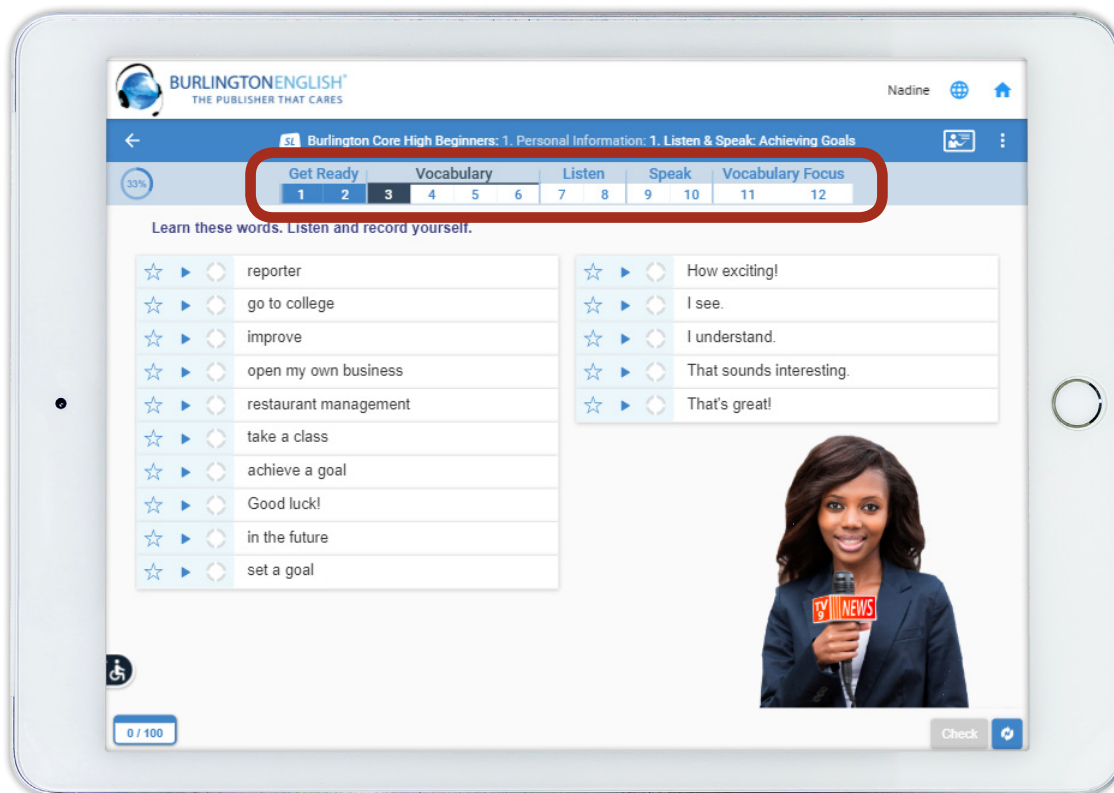 BURLINGTONENGLISH®
THE PUBLISHER THAT CARES
Nadine
SL Burlington Core High Beginners: 1. Personal Information: 1. Listen & Speak: Achieving Goals
33%
Get Ready Vocabulary Listen Speak Vocabulary Focus
1 2 3 4 5 6 7 8 9 10 11 12
Learn these words. Listen and record yourself.
reporter
go to college
improve
open my own business
restaurant management
take a class
achieve a goal
Good luck!
in the future
set a goal
How exciting!
I see.
I understand.
That sounds interesting.
That's great!
TV 9 NEWS
0 / 100
Check